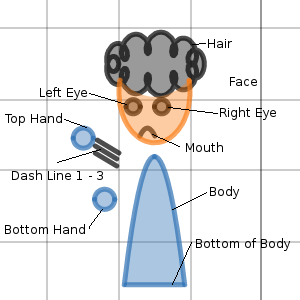 Hair
Face
Left Eye
Right Eye
Top Hand
Mouth
Dash Line 1 - 3
Body
Bottom Hand
Bottom of Body